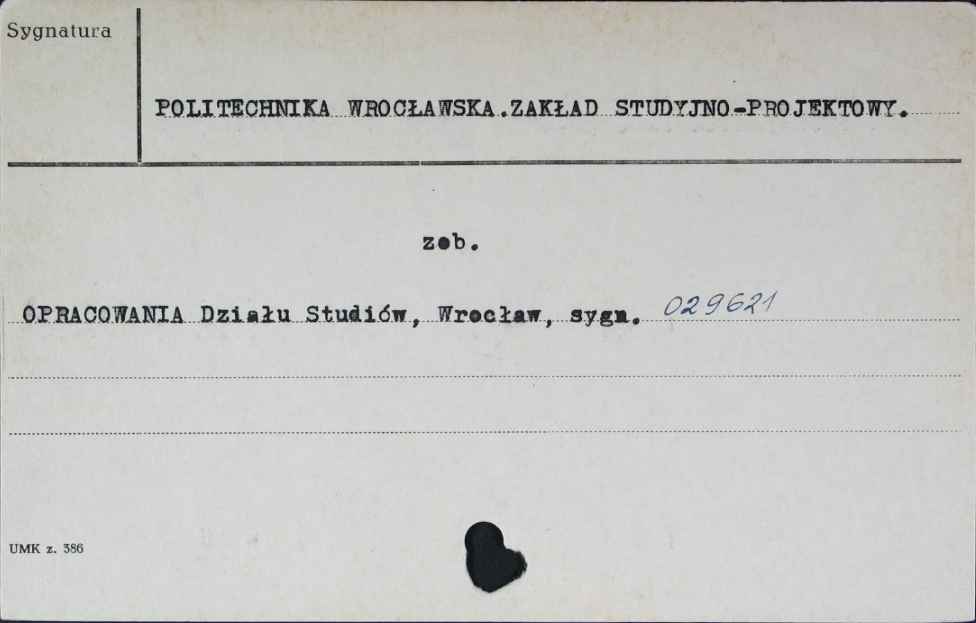 Sygnatura
POLITECHNIKA WROCŁAWSKA.ZAKŁAD STUDYJNO-PROJEKTOWY.
zob.
OPRACOWANIA Działu Studiów, Wrocław, sygn. 029621
UMK z. 386